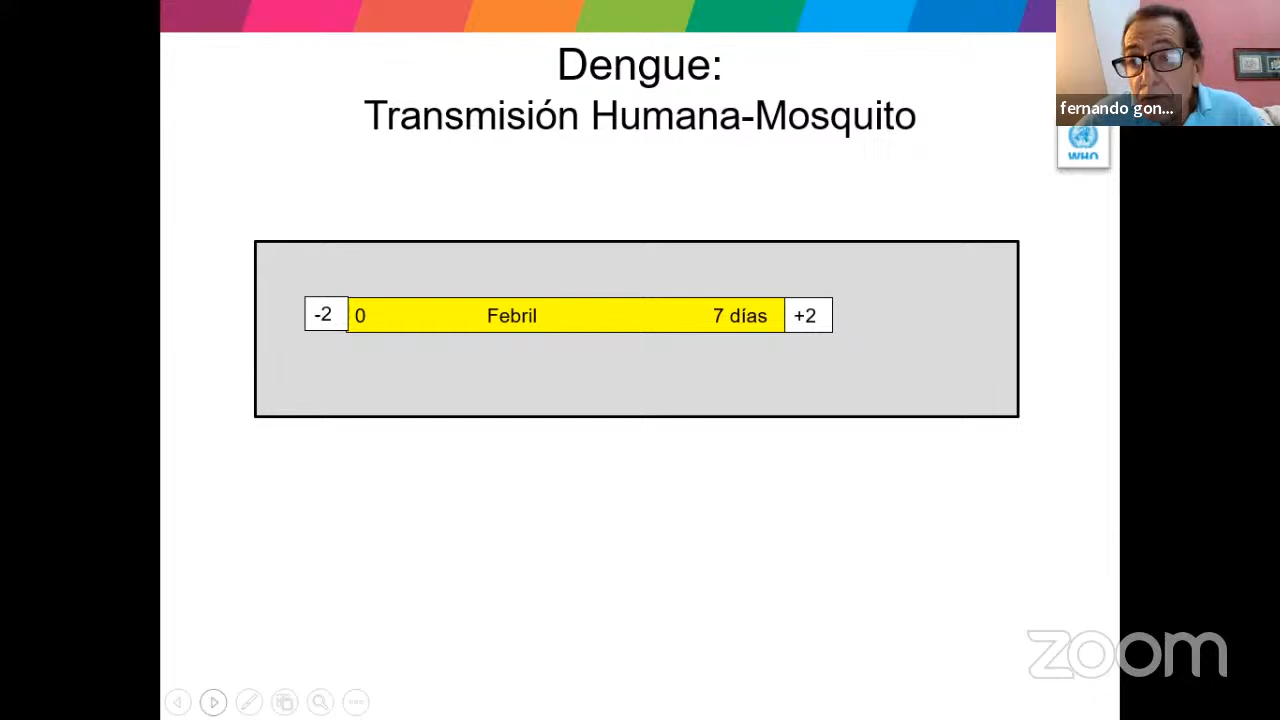 Dengue:
Transmisión Humana-Mosquito
fernando gon...
WHO
-2 0 Febril 7 días +2
zoom